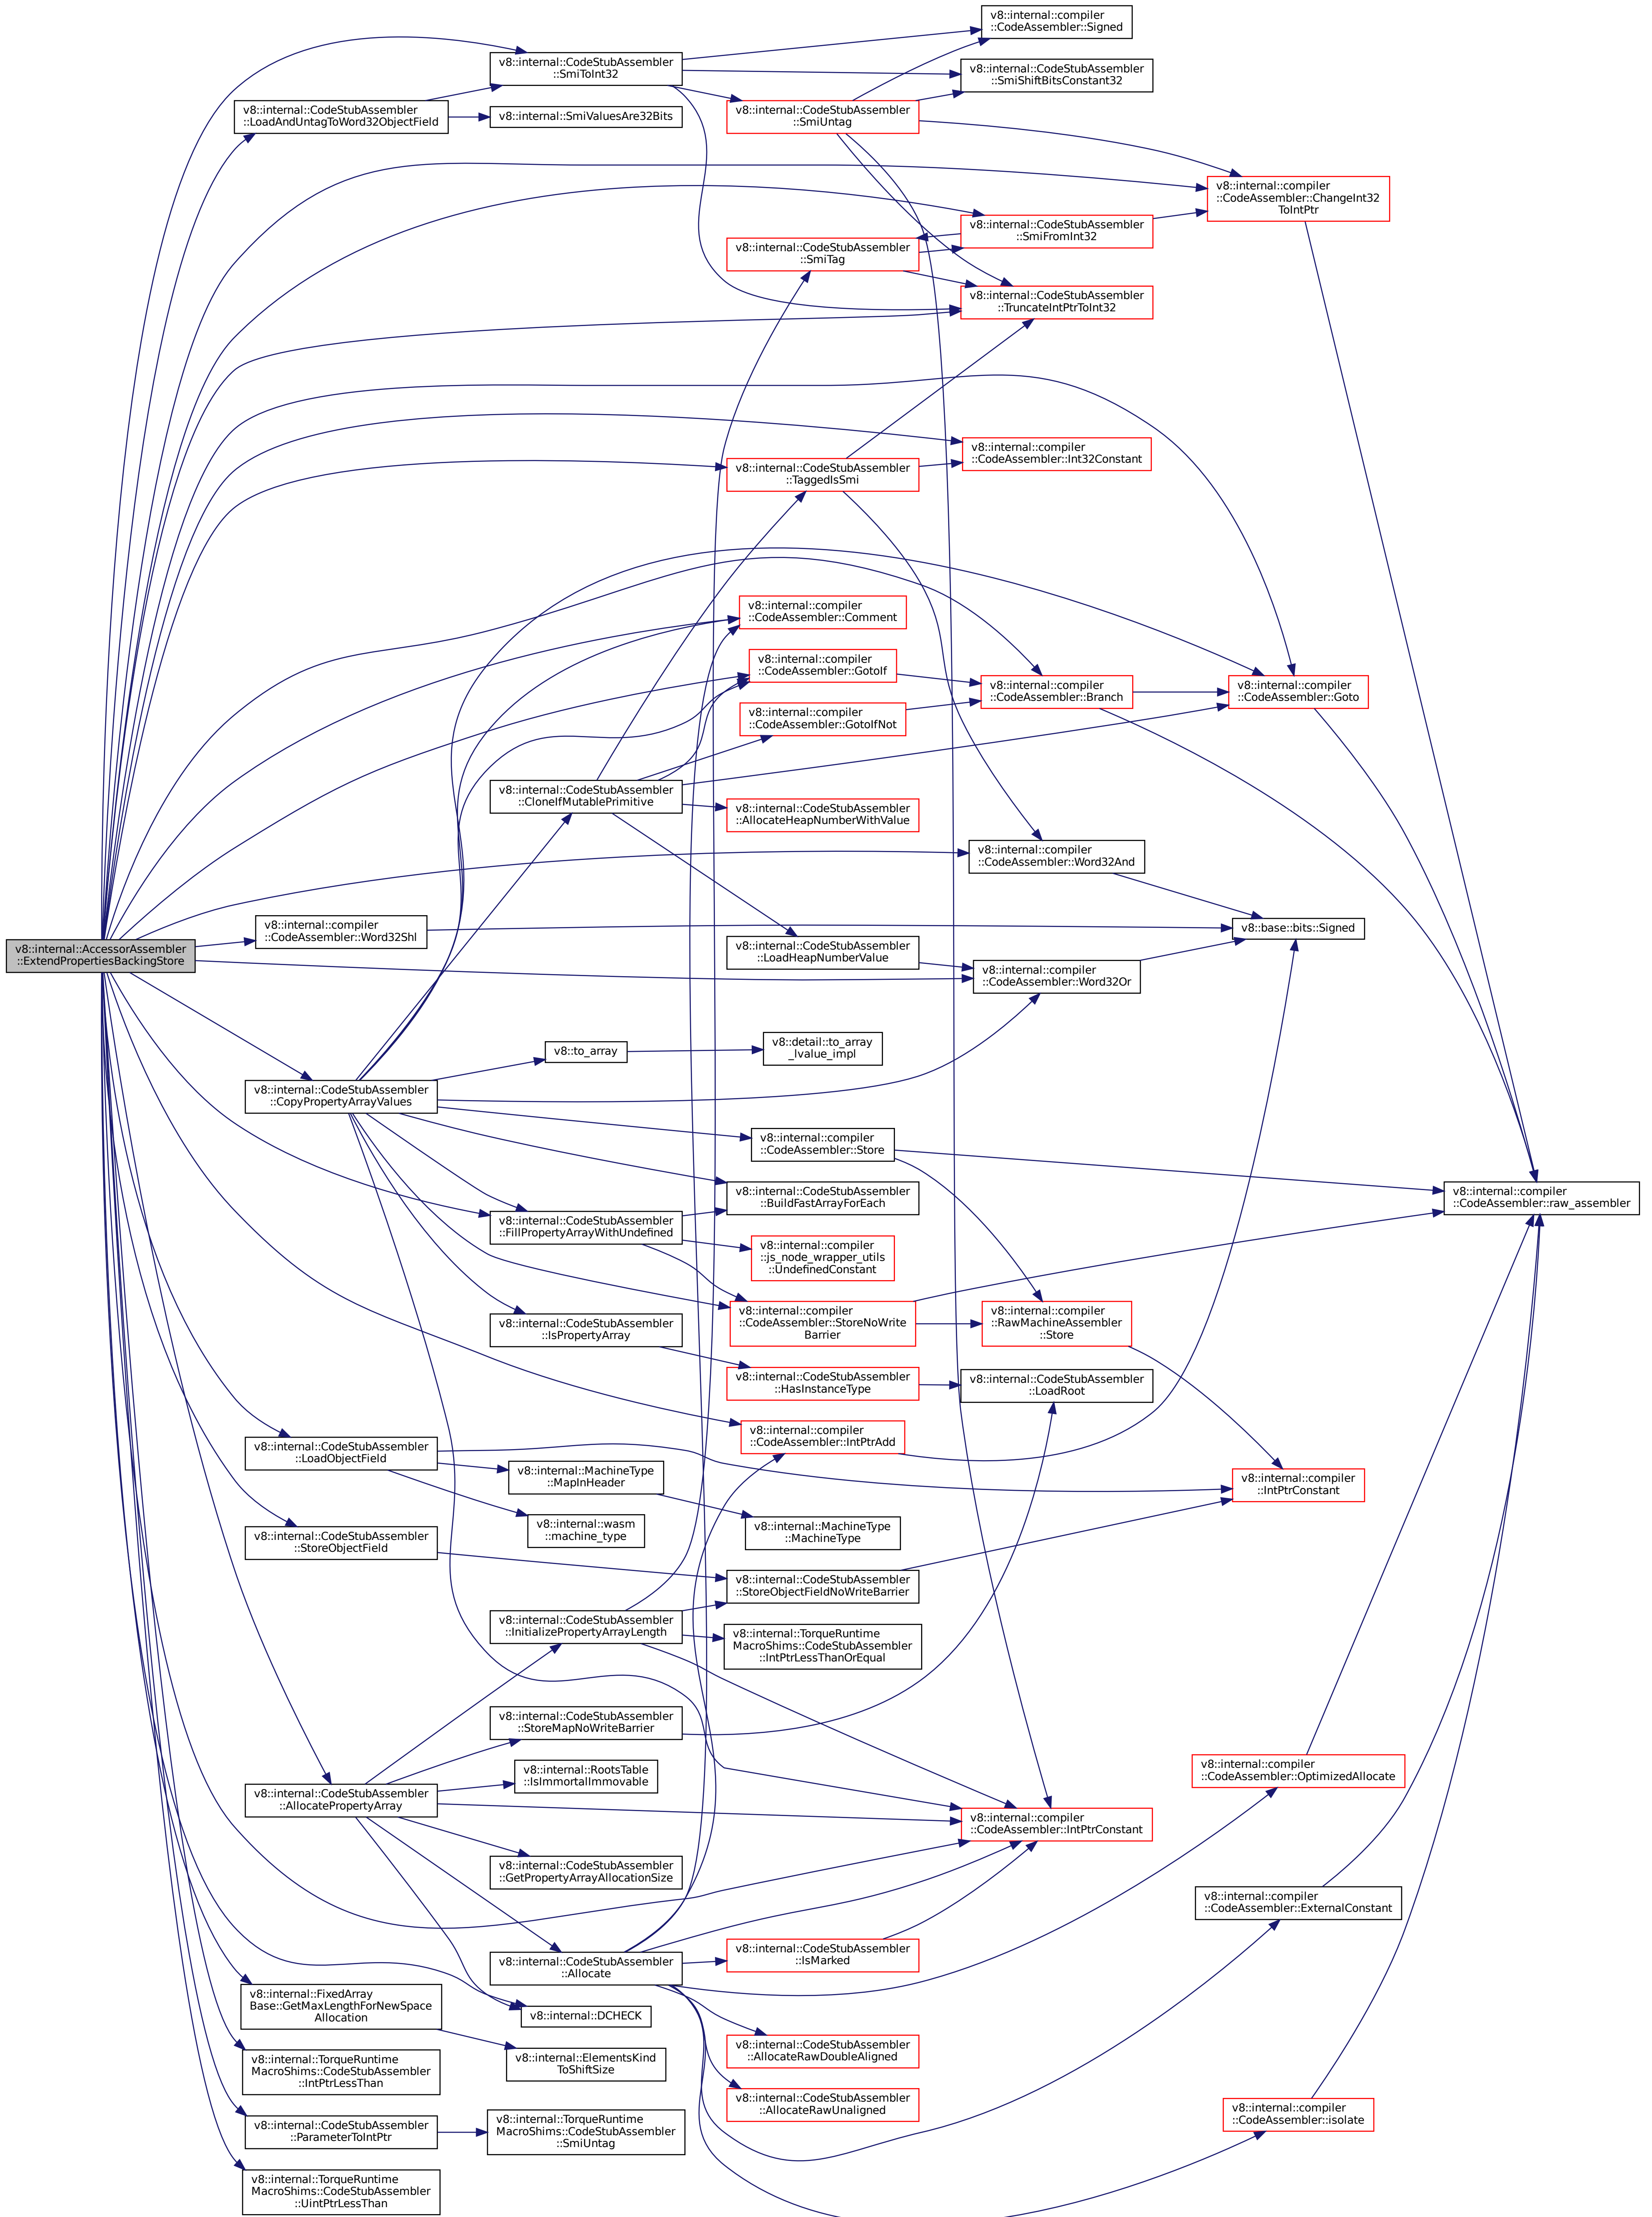 v8::internal::compiler
::CodeAssembler::Signed
v8::internal::CodeStubAssembler
::SmiToInt32
v8::internal::CodeStubAssembler
::SmiShiftBitsConstant32
v8::internal::CodeStubAssembler
::LoadAndUntagToWord32ObjectField
v8::internal::SmiValuesAre32Bits
v8::internal::CodeStubAssembler
::SmiUntag
v8::internal::compiler
::CodeAssembler::ChangeInt32
ToIntPtr
v8::internal::CodeStubAssembler
::SmiFromInt32
v8::internal::CodeStubAssembler
::SmiTag
v8::internal::CodeStubAssembler
::TruncateIntPtrToInt32
v8::internal::compiler
::CodeAssembler::Int32Constant
v8::internal::CodeStubAssembler
::TaggedIsSmi
v8::internal::compiler
::CodeAssembler::Comment
v8::internal::compiler
::CodeAssembler::GotoIf
v8::internal::compiler
::CodeAssembler::Branch
v8::internal::compiler
::CodeAssembler::Goto
v8::internal::compiler
::CodeAssembler::GotoIfNot
v8::internal::CodeStubAssembler
::CloneIfMutablePrimitive
v8::internal::CodeStubAssembler
::AllocateHeapNumberWithValue
v8::internal::compiler
::CodeAssembler::Word32And
v8::internal::compiler
::CodeAssembler::Word32Shl
v8::base::bits::Signed
v8::internal::AccessorAssembler
::ExtendPropertiesBackingStore
v8::internal::CodeStubAssembler
::LoadHeapNumberValue
v8::internal::compiler
::CodeAssembler::Word32Or
v8::to_array
v8::detail::to_array
_lvalue_impl
v8::internal::CodeStubAssembler
::CopyPropertyArrayValues
v8::internal::compiler
::CodeAssembler::Store
v8::internal::CodeStubAssembler
::BuildFastArrayForEach
v8::internal::compiler
::CodeAssembler::raw_assembler
v8::internal::CodeStubAssembler
::FillPropertyArrayWithUndefined
v8::internal::compiler
::js_node_wrapper_utils
::UndefinedConstant
v8::internal::compiler
::CodeAssembler::StoreNoWrite
Barrier
v8::internal::compiler
::RawMachineAssembler
::Store
v8::internal::CodeStubAssembler
::IsPropertyArray
v8::internal::CodeStubAssembler
::HasInstanceType
v8::internal::CodeStubAssembler
::LoadRoot
v8::internal::compiler
::CodeAssembler::IntPtrAdd
v8::internal::CodeStubAssembler
::LoadObjectField
v8::internal::MachineType
::MapInHeader
v8::internal::compiler
::IntPtrConstant
v8::internal::wasm
::machine_type
v8::internal::MachineType
::MachineType
v8::internal::CodeStubAssembler
::StoreObjectField
v8::internal::CodeStubAssembler
::StoreObjectFieldNoWriteBarrier
v8::internal::CodeStubAssembler
::InitializePropertyArrayLength
v8::internal::TorqueRuntime
MacroShims::CodeStubAssembler
::IntPtrLessThanOrEqual
v8::internal::CodeStubAssembler
::StoreMapNoWriteBarrier
v8::internal::RootsTable
::IsImmortalImmovable
v8::internal::compiler
::CodeAssembler::OptimizedAllocate
v8::internal::CodeStubAssembler
::AllocatePropertyArray
v8::internal::compiler
::CodeAssembler::IntPtrConstant
v8::internal::CodeStubAssembler
::GetPropertyArrayAllocationSize
v8::internal::compiler
::CodeAssembler::ExternalConstant
v8::internal::CodeStubAssembler
::IsMarked
v8::internal::CodeStubAssembler
::Allocate
v8::internal::FixedArray
Base::GetMaxLengthForNewSpace
Allocation
v8::internal::DCHECK
v8::internal::CodeStubAssembler
::AllocateRawDoubleAligned
v8::internal::ElementsKind
ToShiftSize
v8::internal::TorqueRuntime
MacroShims::CodeStubAssembler
::IntPtrLessThan
v8::internal::CodeStubAssembler
::AllocateRawUnaligned
v8::internal::compiler
::CodeAssembler::isolate
v8::internal::CodeStubAssembler
::ParameterToIntPtr
v8::internal::TorqueRuntime
MacroShims::CodeStubAssembler
::SmiUntag
v8::internal::TorqueRuntime
MacroShims::CodeStubAssembler
::UintPtrLessThan